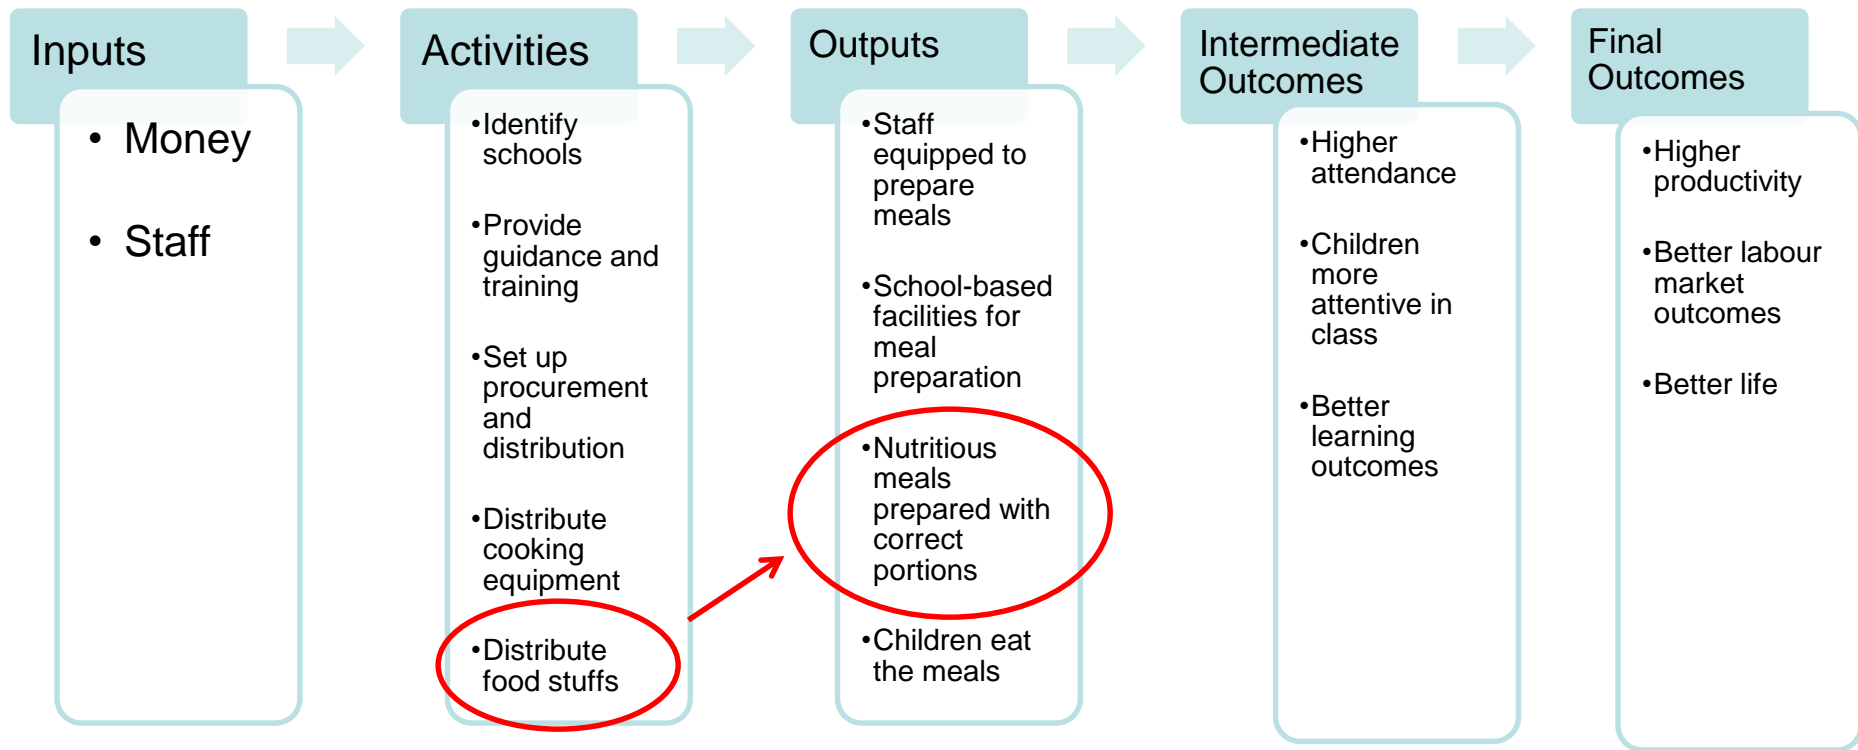 Inputs
• Money
• Staff
Activities
•Identify
schools
•Provide
guidance and
training
•Set up
procurement
and
distribution
•Distribute
cooking
equipment
•Distribute
food stuffs
Outputs
•Staff
equipped to
prepare
meals
•School-based
facilities for
meal
preparation
•Nutritious
meals
prepared with
correct
portions
•Children eat
the meals
Intermediate
Outcomes
•Higher
attendance
•Children
more
attentive in
class
•Better
learning
outcomes
Final
Outcomes
•Higher
productivity
•Better labour
market
outcomes
•Better life